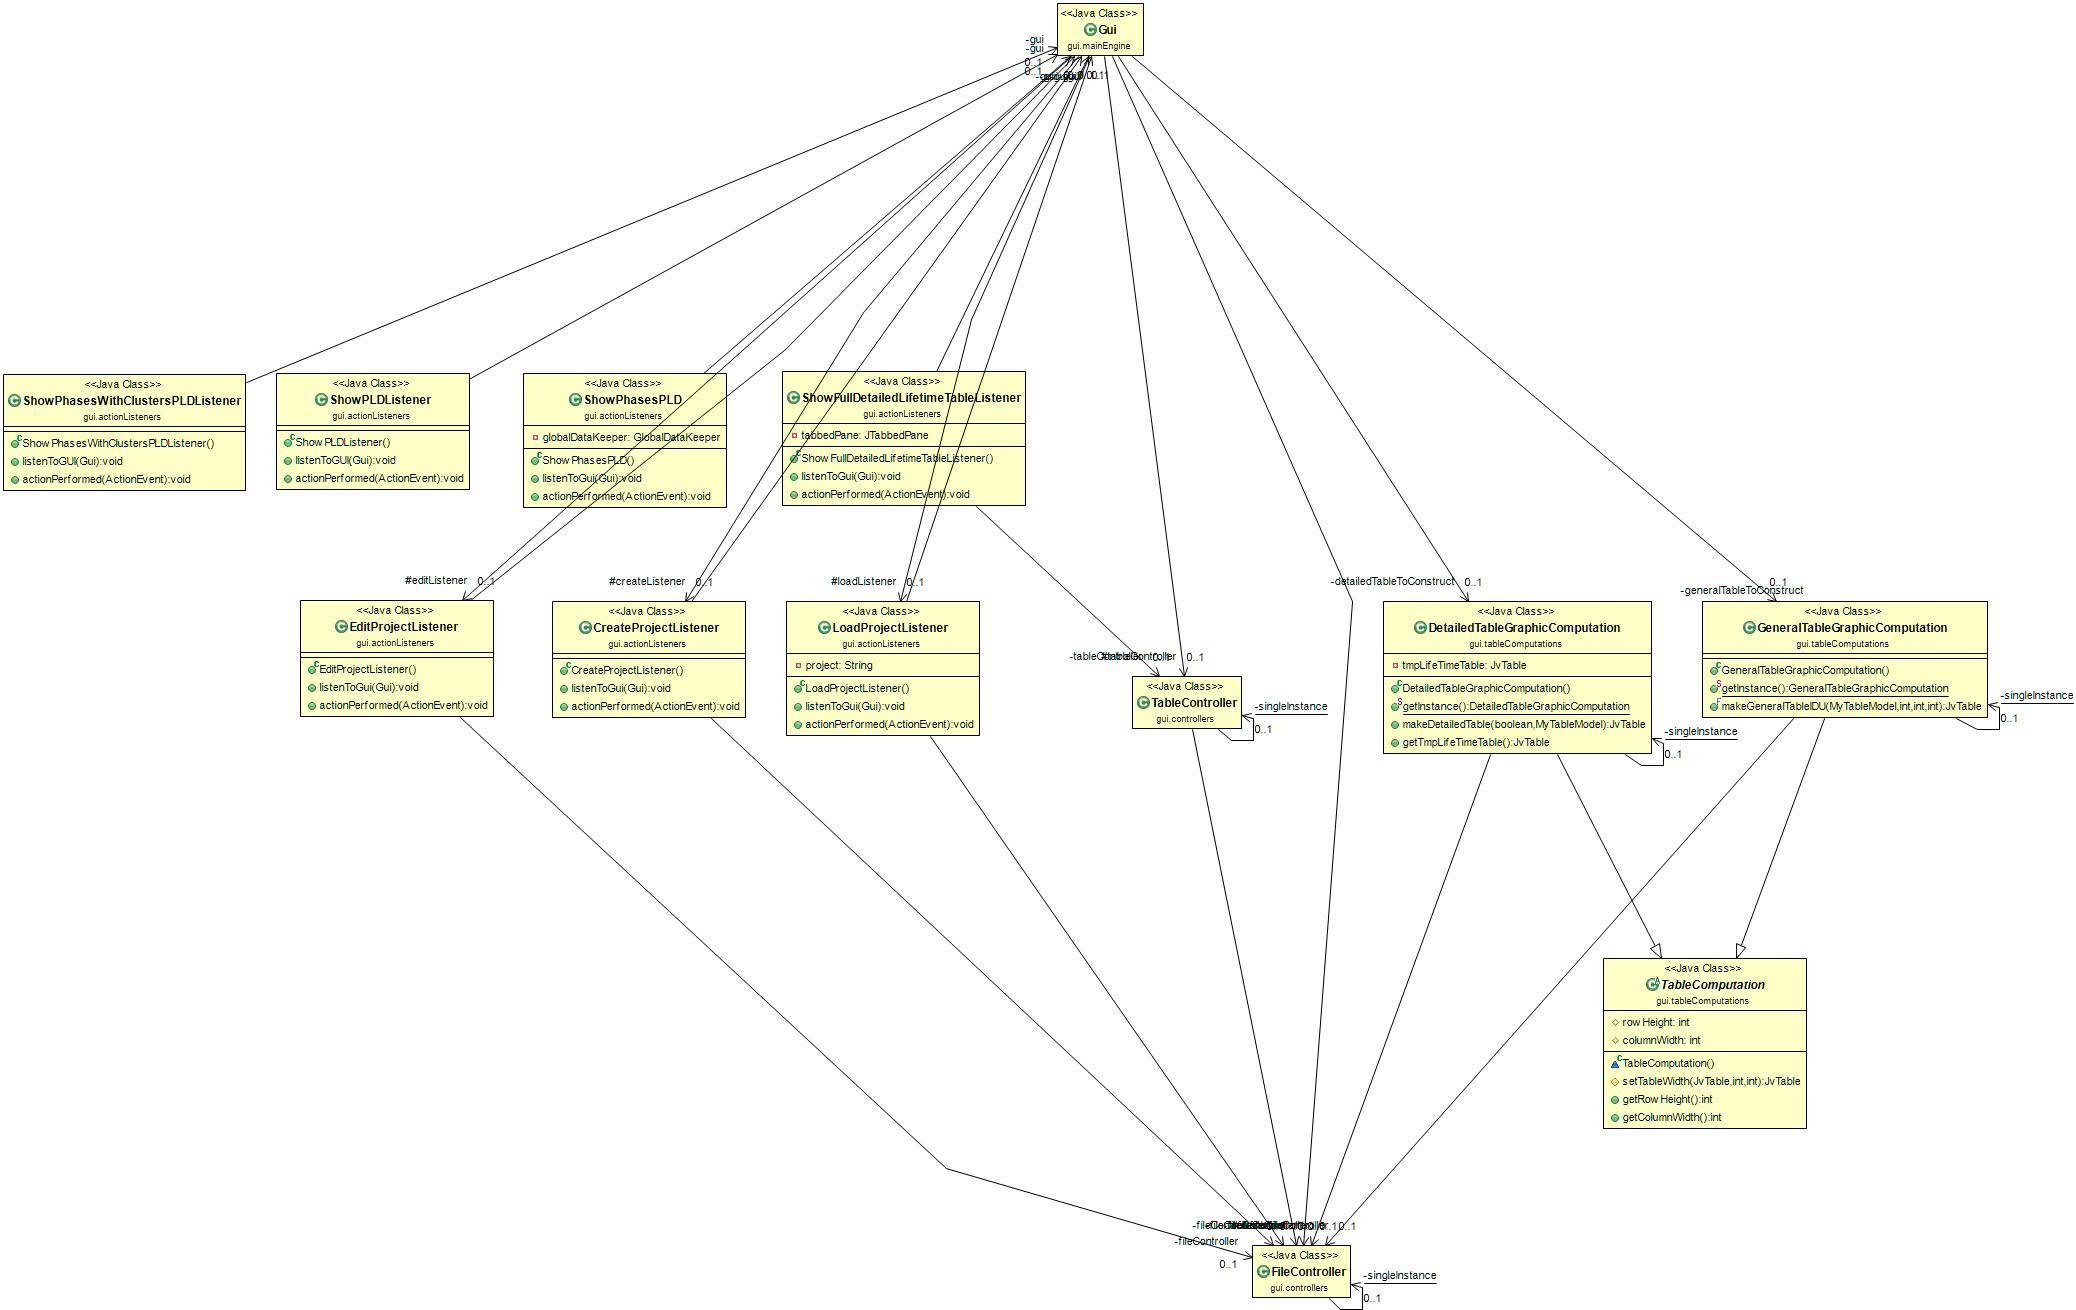 <<Java Class>>
Gui
gui.mainEngine
-gui
-gui
0..1
0..1
<<Java Class>>
ShowPhasesWithClustersPLDListener
gui.actionListeners
ShowPhasesWithClustersPLDListener()
listenToGUI(Gui):void
actionPerformed(ActionEvent):void
<<Java Class>>
ShowPLDListener
gui.actionListeners
ShowPLDListener()
listenToGUI(Gui):void
actionPerformed(ActionEvent):void
<<Java Class>>
ShowPhasesPLD
gui.actionListeners
globalDataKeeper: GlobalDataKeeper
ShowPhasesPLD()
listenToGui(Gui):void
actionPerformed(ActionEvent):void
<<Java Class>>
ShowFullDetailedLifetimeTableListener
gui.actionListeners
tabbedPane: JTabbedPane
ShowFullDetailedLifetimeTableListener()
listenToGui(Gui):void
actionPerformed(ActionEvent):void
#editListener 0..1
<<Java Class>>
EditProjectListener
gui.actionListeners
EditProjectListener()
listenToGui(Gui):void
actionPerformed(ActionEvent):void
#createListener 0..1
<<Java Class>>
CreateProjectListener
gui.actionListeners
CreateProjectListener()
listenToGui(Gui):void
actionPerformed(ActionEvent):void
#loadListener 0..1
<<Java Class>>
LoadProjectListener
gui.actionListeners
project: String
LoadProjectListener()
listenToGui(Gui):void
actionPerformed(ActionEvent):void
0..1
<<Java Class>>
TableController
gui.controllers
-singleInstance
0..1
-detailedTableToConstruct 0..1
<<Java Class>>
DetailedTableGraphicComputation
gui.tableComputations
tmpLifeTimeTable: JvTable
DetailedTableGraphicComputation()
getInstance():DetailedTableGraphicComputation
makeDetailedTable(boolean,MyTableModel):JvTable
getTmpLifeTimeTable():JvTable
-singleInstance
0..1
0..1
-generalTableToConstruct
<<Java Class>>
GeneralTableGraphicComputation
gui.tableComputations
GeneralTableGraphicComputation()
getInstance():GeneralTableGraphicComputation
makeGeneralTableIDU(MyTableModel,int,int,int):JvTable
-singleInstance
0..1
<<Java Class>>
TableComputation
gui.tableComputations
rowHeight: int
columnWidth: int
TableComputation()
setTableWidth(JvTable,int,int):JvTable
getRowHeight():int
getColumnWidth():int
0..1
-fileController
0..1
<<Java Class>>
FileController
gui.controllers
-singleInstance
0..1